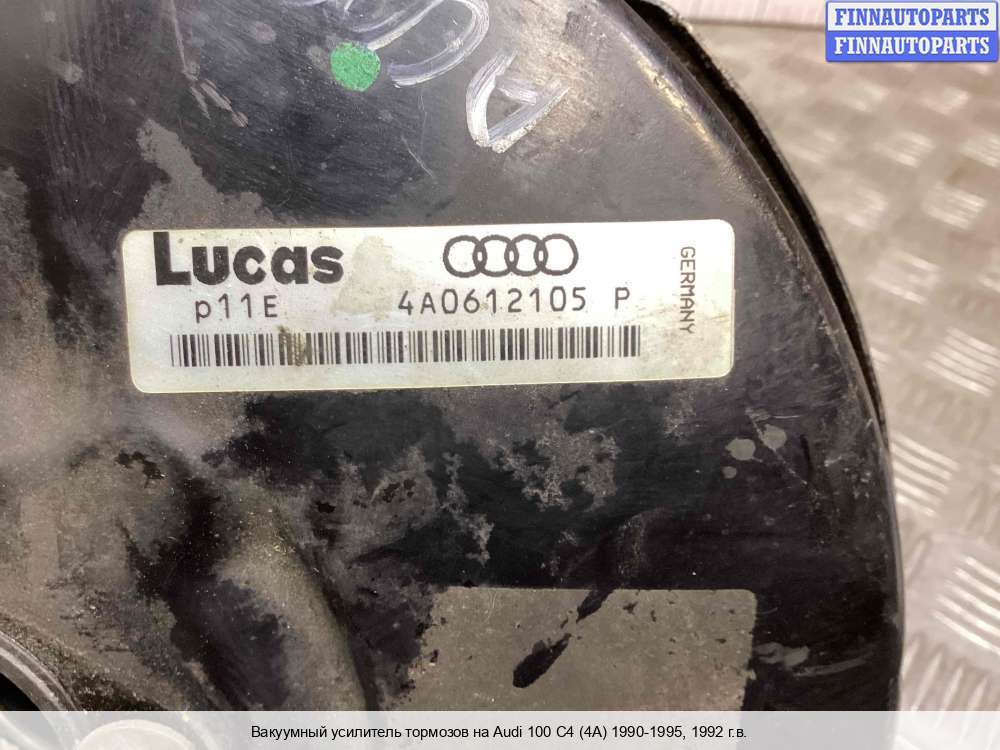 FINNAUTOPARTS
FINNAUTOPARTS
Lucas
p11E
4A0612105 P
GERMANY
Вакуумный усилитель тормозов на Audi 100 C4 (4A) 1990-1995, 1992 г.в.